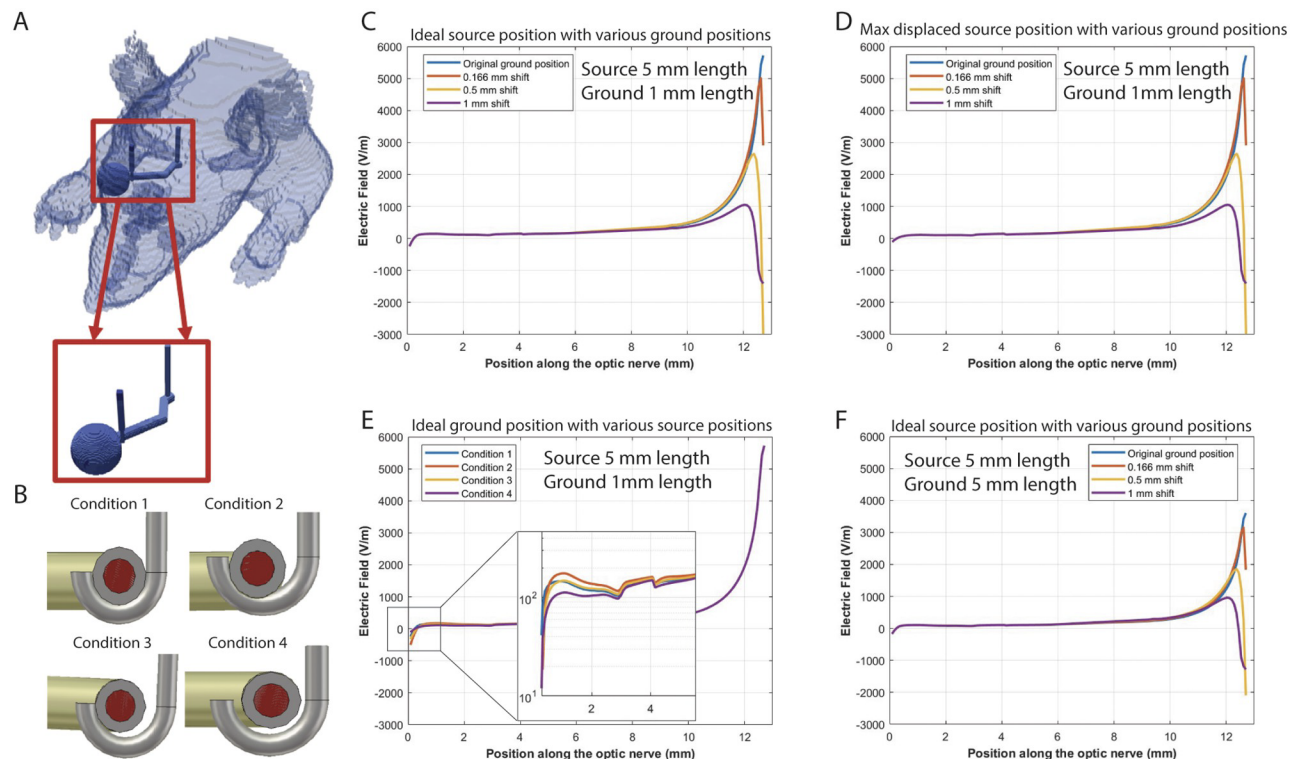 A
B
Condition 1
Condition 2
Condition 3
Condition 4
C
Ideal source position with various ground positions
Original ground position
0.166 mm shift
0.5 mm shift
1 mm shift
Source 5 mm length
Ground 1 mm length
Electric Field (V/m)
6000
5000
4000
3000
2000
1000
0
-1000
-2000
-3000
0
2
4
6
8
10
12
Position along the optic nerve (mm)
D
Max displaced source position with various ground positions
Original ground position
0.166 mm shift
0.5 mm shift
1 mm shift
Source 5 mm length
Ground 1mm length
Electric Field (V/m)
6000
5000
4000
3000
2000
1000
0
-1000
-2000
-3000
0
2
4
6
8
10
12
Position along the optic nerve (mm)
E
Ideal ground position with various source positions
Condition 1
Condition 2
Condition 3
Condition 4
Source 5 mm length
Ground 1mm length
Electric Field (V/m)
6000
5000
4000
3000
2000
1000
0
-1000
-2000
-3000
10²
10¹
2
4
0
2
4
6
8
10
12
Position along the optic nerve (mm)
F
Ideal source position with various ground positions
Source 5 mm length
Ground 5 mm length
Original ground position
0.166 mm shift
0.5 mm shift
1 mm shift
Electric Field (V/m)
6000
5000
4000
3000
2000
1000
0
-1000
-2000
-3000
0
2
4
6
8
10
12
Position along the optic nerve (mm)